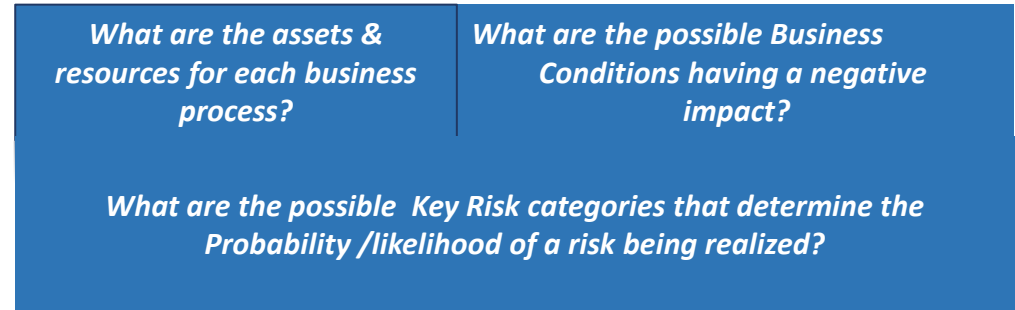 What are the assets &
resources for each business
process?
What are the possible Business
Conditions having a negative
impact?
What are the possible  Key Risk categories that determine the
Probability /likelihood of a risk being realized?